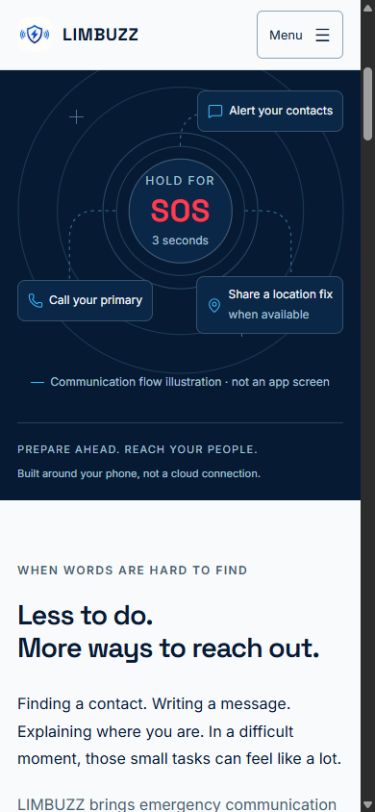 LIMBUZZ
Menu
Alert your contacts
HOLD FOR
SOS
3 seconds
Call your primary
Share a location fix
when available
— Communication flow illustration · not an app screen
PREPARE AHEAD. REACH YOUR PEOPLE.
Built around your phone, not a cloud connection.
WHEN WORDS ARE HARD TO FIND
Less to do.
More ways to reach out.
Finding a contact. Writing a message.
Explaining where you are. In a difficult
moment, those small tasks can feel like a lot.
LIMBUZZ brings emergency communication